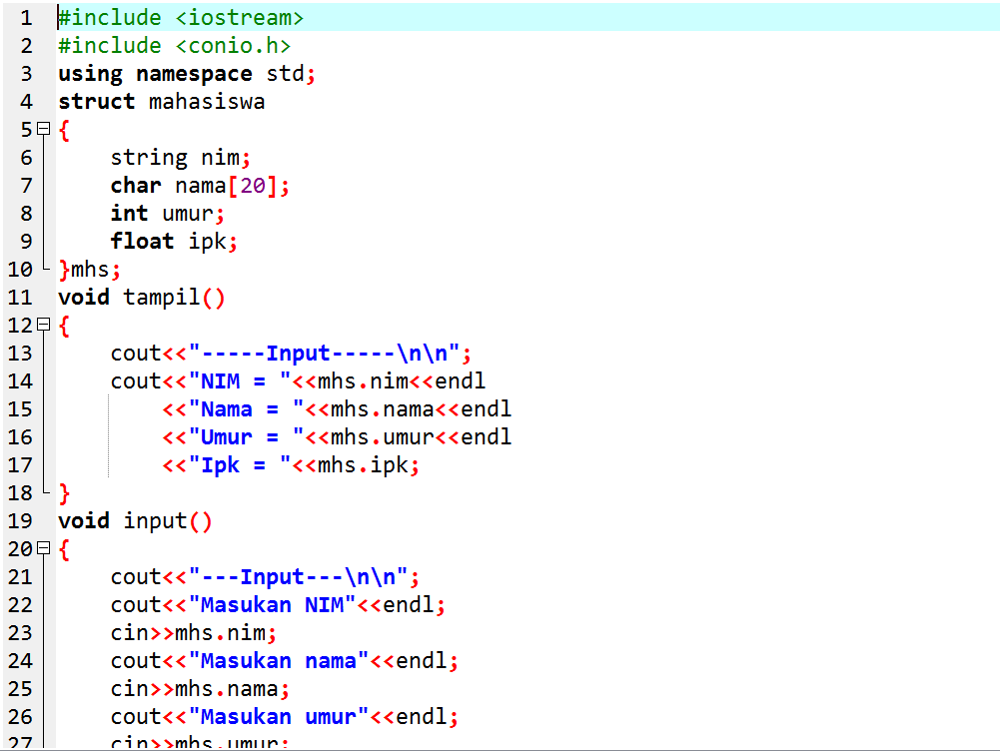 1 #include <iostream>
2 #include <conio.h>
3 using namespace std;
4 struct mahasiswa
5 {
6 string nim;
7 char nama[20];
8 int umur;
9 float ipk;
10 }mhs;
11 void tampil()
12 {
13 cout<<"-----Input-----\n\n";
14 cout<<"NIM = "<<mhs.nim<<endl
15 <<"Nama = "<<mhs.nama<<endl
16 <<"Umur = "<<mhs.umur<<endl
17 <<"Ipk = "<<mhs.ipk;
18 }
19 void input()
20 {
21 cout<<"---Input---\n\n";
22 cout<<"Masukan NIM"<<endl;
23 cin>>mhs.nim;
24 cout<<"Masukan nama"<<endl;
25 cin>>mhs.nama;
26 cout<<"Masukan umur"<<endl;
27 cin>>mhs.umur;